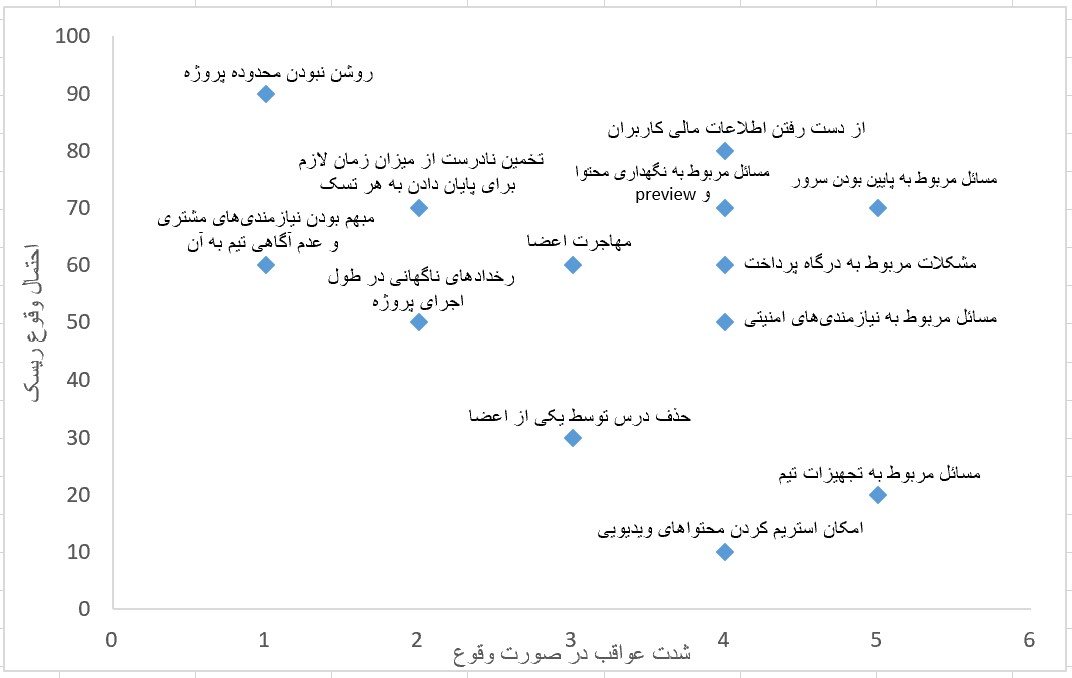 100
90
80
70
60
50
40
30
20
10
0
احتمال وقوع ریسک
روشن نبودن محدوده پروژه
از دست رفتن اطلاعات مالی کاربران
تخمین نادرست از میزان زمان لازم
برای پایان دادن به هر تسک
مسائل مربوط به نگهداری محتوا
و preview
مسائل مربوط به پایین بودن سرور
مبهم بودن نیازمندی‌های مشتری
و عدم آگاهی تیم به آن
مهاجرت اعضا
مشکلات مربوط به درگاه پرداخت
رخدادهای ناگهانی در طول
اجرای پروژه
مسائل مربوط به نیازمندی‌های امنیتی
حذف درس توسط یکی از اعضا
مسائل مربوط به تجهیزات تیم
امکان استریم کردن محتواهای ویدیویی
0 1 2 3 4 5 6
شدت عواقب در صورت وقوع